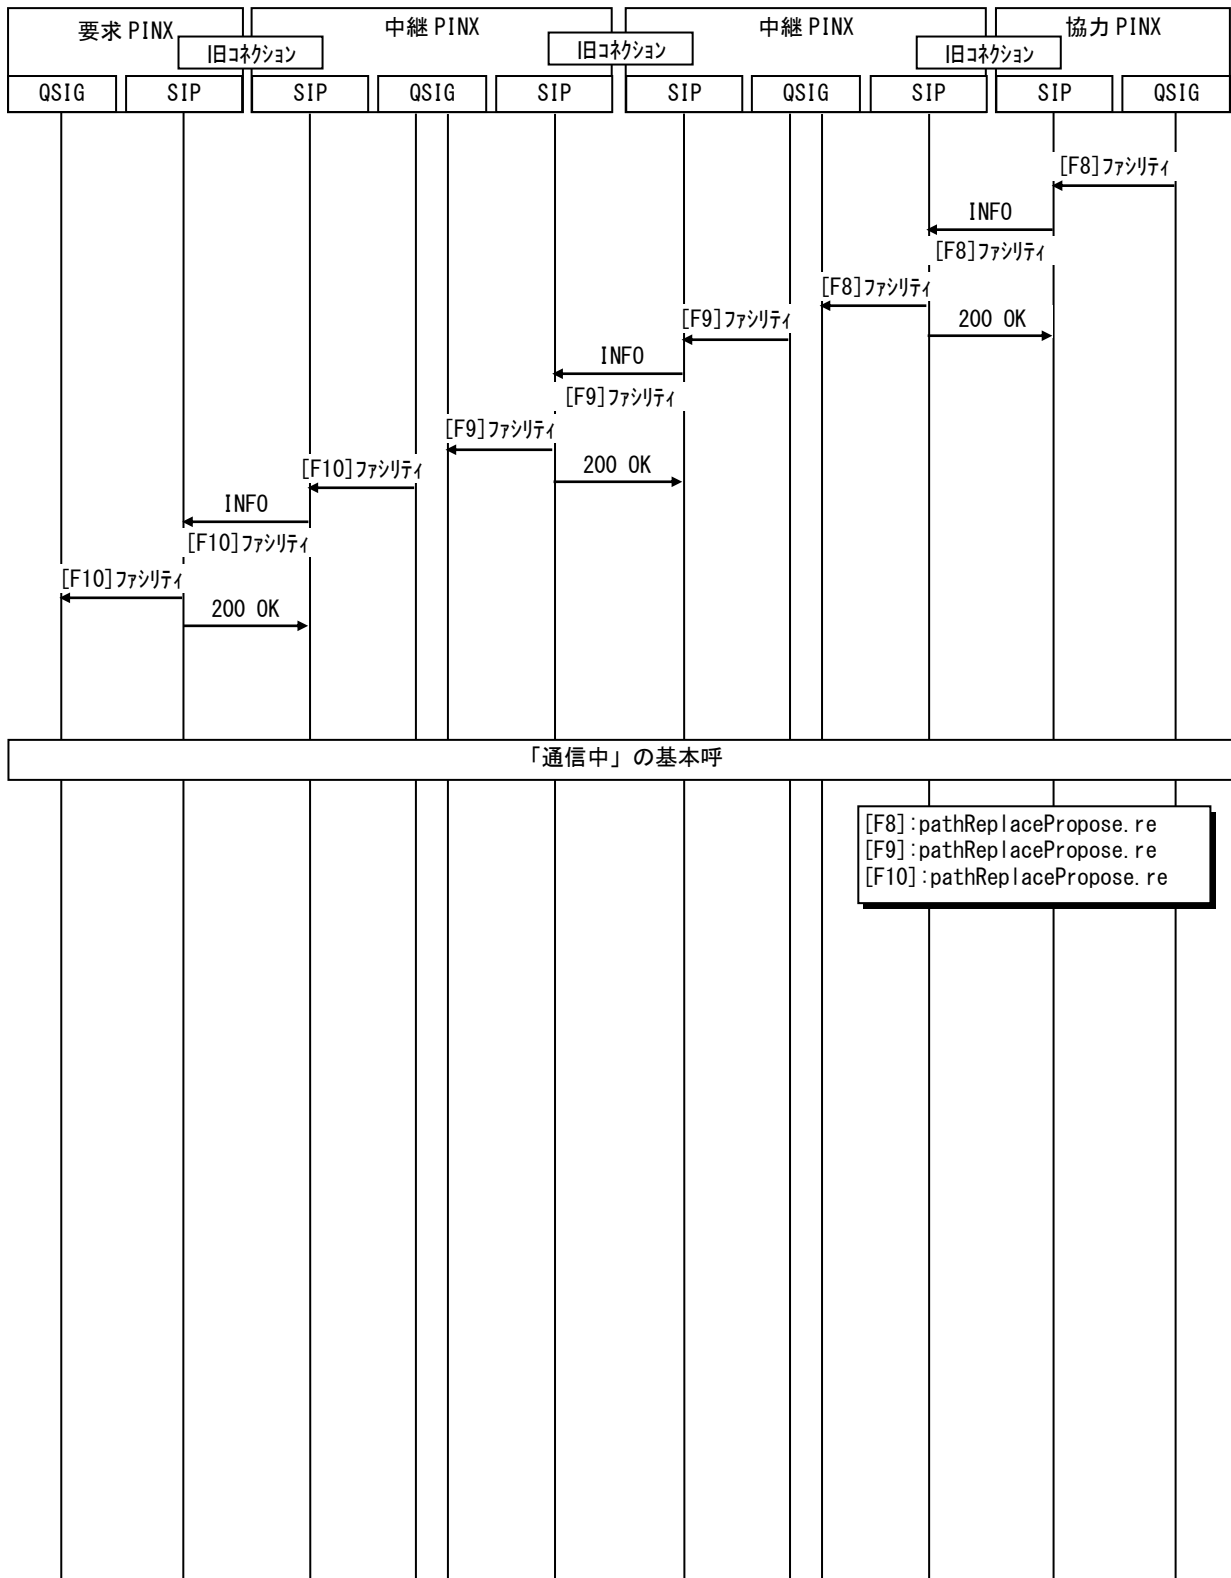 要求 PINX
中継 PINX
中継 PINX
協力 PINX
旧ｺﾈｸｼｮﾝ
旧ｺﾈｸｼｮﾝ
旧ｺﾈｸｼｮﾝ
QSIG
SIP
SIP
QSIG
SIP
SIP
QSIG
SIP
SIP
QSIG
[F8]ﾌｧｼﾘﾃｨ
INFO
[F8]ﾌｧｼﾘﾃｨ
[F8]ﾌｧｼﾘﾃｨ
200 OK
[F9]ﾌｧｼﾘﾃｨ
INFO
[F9]ﾌｧｼﾘﾃｨ
[F9]ﾌｧｼﾘﾃｨ
200 OK
[F10]ﾌｧｼﾘﾃｨ
INFO
[F10]ﾌｧｼﾘﾃｨ
[F10]ﾌｧｼﾘﾃｨ
200 OK
「通信中」の基本呼
[F8]:pathReplacePropose.re
[F9]:pathReplacePropose.re
[F10]:pathReplacePropose.re